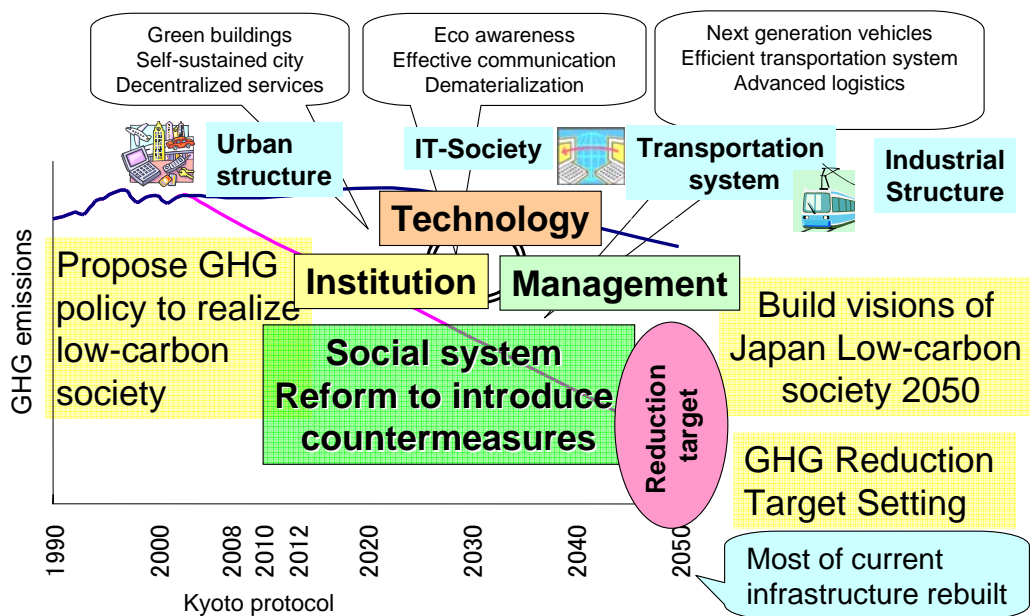 Green buildings
Self-sustained city
Decentralized services
Eco awareness
Effective communication
Dematerialization
Next generation vehicles
Efficient transportation system
Advanced logistics
Urban
structure
IT-Society
Transportation
system
Industrial
Structure
Technology
Institution
Management
GHG emissions
Propose GHG
policy to realize
low-carbon
society
Social system
Reform to introduce
countermeasures
Reduction
target
Build visions of
Japan Low-carbon
society 2050
GHG Reduction
Target Setting
1990
2000
2008
2010
2012
2020
2030
2040
2050
Kyoto protocol
Most of current
infrastructure rebuilt